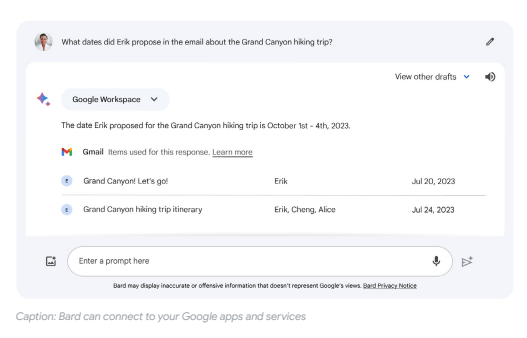 What dates did Erik propose in the email about the Grand Canyon hiking trip?
View other drafts
Google Workspace
The date Erik proposed for the Grand Canyon hiking trip is October 1st - 4th, 2023.
Gmail Items used for this response. Learn more
E Grand Canyon! Let's go! Erik Jul 20, 2023
E Grand Canyon hiking trip itinerary Erik, Cheng, Alice Jul 24, 2023
Enter a prompt here
Bard may display inaccurate or offensive information that doesn't represent Google's views. Bard Privacy Notice
Caption: Bard can connect to your Google apps and services